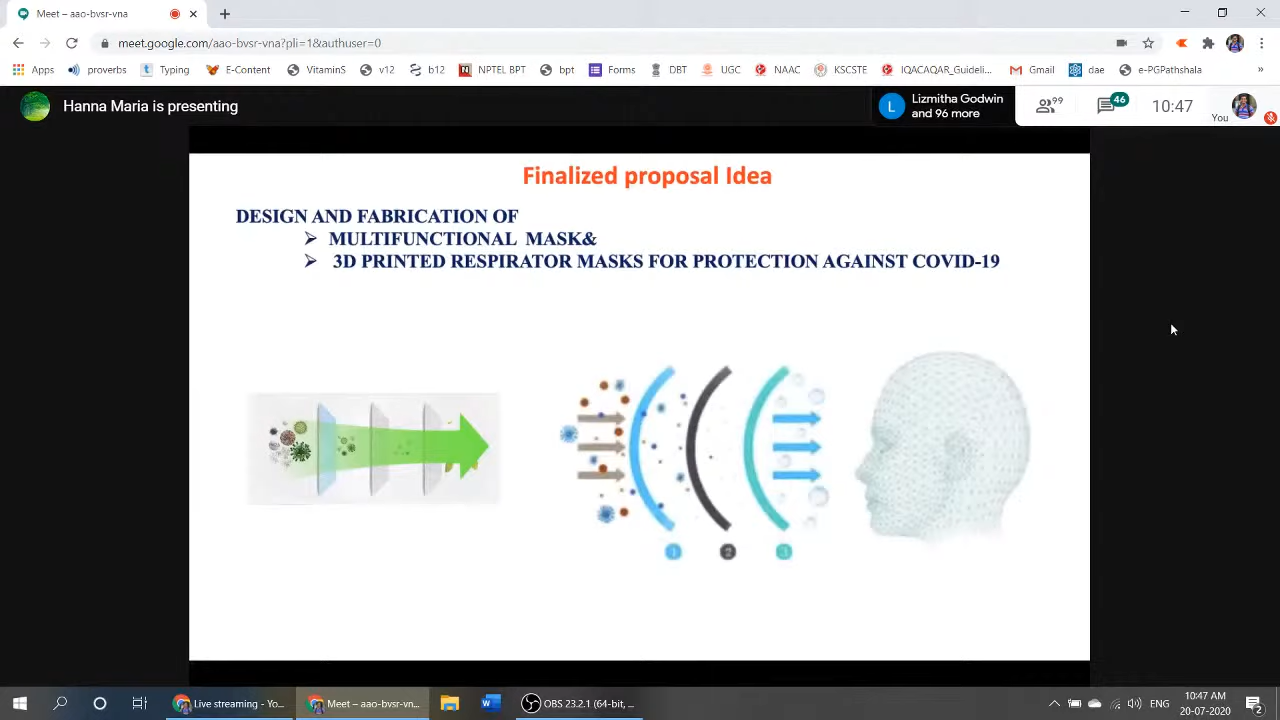 Meet – aao-bvsr-vna
meet.google.com/aao-bvsr-vna?pli=1&authuser=0
Apps proverbs Typing E-Content VitaminS v12 b12 NPTEL BPT bpt Forms DBT UGC NAAC KSCSTE IQACAQAR_Guideli... Gmail dae e-PGPathshala »
Hanna Maria is presenting
L Lizmitha Godwin
and 96 more
99 46 10:47 You
Finalized proposal Idea
DESIGN AND FABRICATION OF
MULTIFUNCTIONAL MASK&
3D PRINTED RESPIRATOR MASKS FOR PROTECTION AGAINST COVID-19
1 2 3
Live streaming - Yo... Meet – aao-bvsr-vn... OBS 23.2.1 (64-bit, ... ENG
10:47 AM
20-07-2020
2